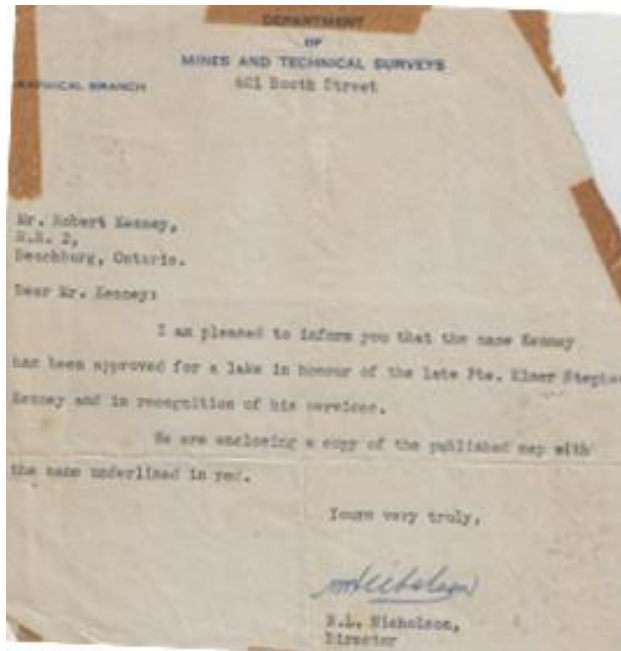 DEPARTMENT
OF
MINES AND TECHNICAL SURVEYS
601 Booth Street
BRANCH
Mr. Robert Kenney,
R.R. 2,
Beachburg, Ontario.
Dear Mr. Kenney:
I am pleased to inform you that the name Kenney
has been approved for a lake in honour of the late Pte. Elmer Stephe
Kenney and in recognition of his services.
We are enclosing a copy of the published map with
the name underlined in red.
Yours very truly,
Nicholson,
Director